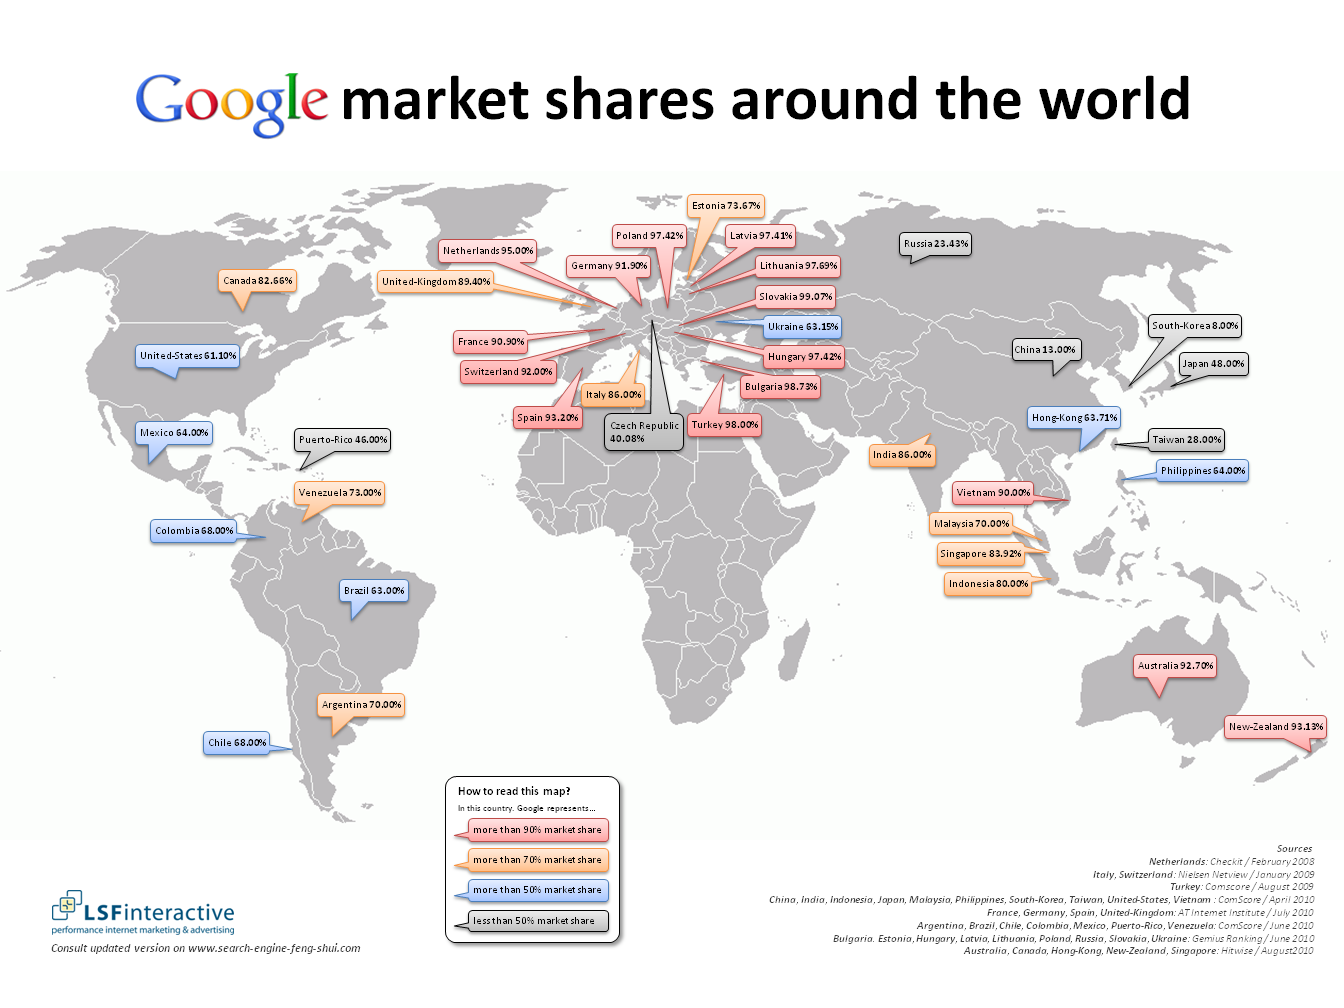 Google market shares around the world
Estonia 73.67%
Poland 97.42%
Latvia 97.41%
Russia 23.43%
Netherlands 95.00%
Germany 91.90%
Lithuania 97.69%
Canada 82.66%
United-Kingdom 89.40%
Slovakia 99.07%
Ukraine 63.15%
South-Korea 8.00%
France 90.90%
China 13.00%
United-States 61.10%
Hungary 97.42%
Japan 48.00%
Switzerland 92.00%
Bulgaria 98.73%
Italy 86.00%
Spain 93.20%
Hong-Kong 63.71%
Czech Republic
40.08%
Turkey 98.00%
Mexico 64.00%
Puerto-Rico 46.00%
Taiwan 28.00%
India 86.00%
Philippines 64.00%
Venezuela 73.00%
Vietnam 90.00%
Colombia 68.00%
Malaysia 70.00%
Singapore 83.92%
Indonesia 80.00%
Brazil 63.00%
Australia 92.70%
Argentina 70.00%
New-Zealand 93.13%
Chile 68.00%
How to read this map?
In this country, Google represents...
more than 90% market share
more than 70% market share
more than 50% market share
less than 50% market share
LSFinteractive
performance internet marketing & advertising
Consult updated version on www.search-engine-feng-shui.com
Sources
Netherlands: Checkit / February 2008
Italy, Switzerland: Nielsen Netview / January 2009
Turkey: Comscore / August 2009
China, India, Indonesia, Japan, Malaysia, Philippines, South-Korea, Taiwan, United-States, Vietnam : ComScore / April 2010
France, Germany, Spain, United-Kingdom: AT Internet Institute / July 2010
Argentina, Brazil, Chile, Colombia, Mexico, Puerto-Rico, Venezuela: ComScore / June 2010
Bulgaria. Estonia, Hungary, Latvia, Lithuania, Poland, Russia, Slovakia, Ukraine: Gemius Ranking / June 2010
Australia, Canada, Hong-Kong, New-Zealand, Singapore: Hitwise / August2010